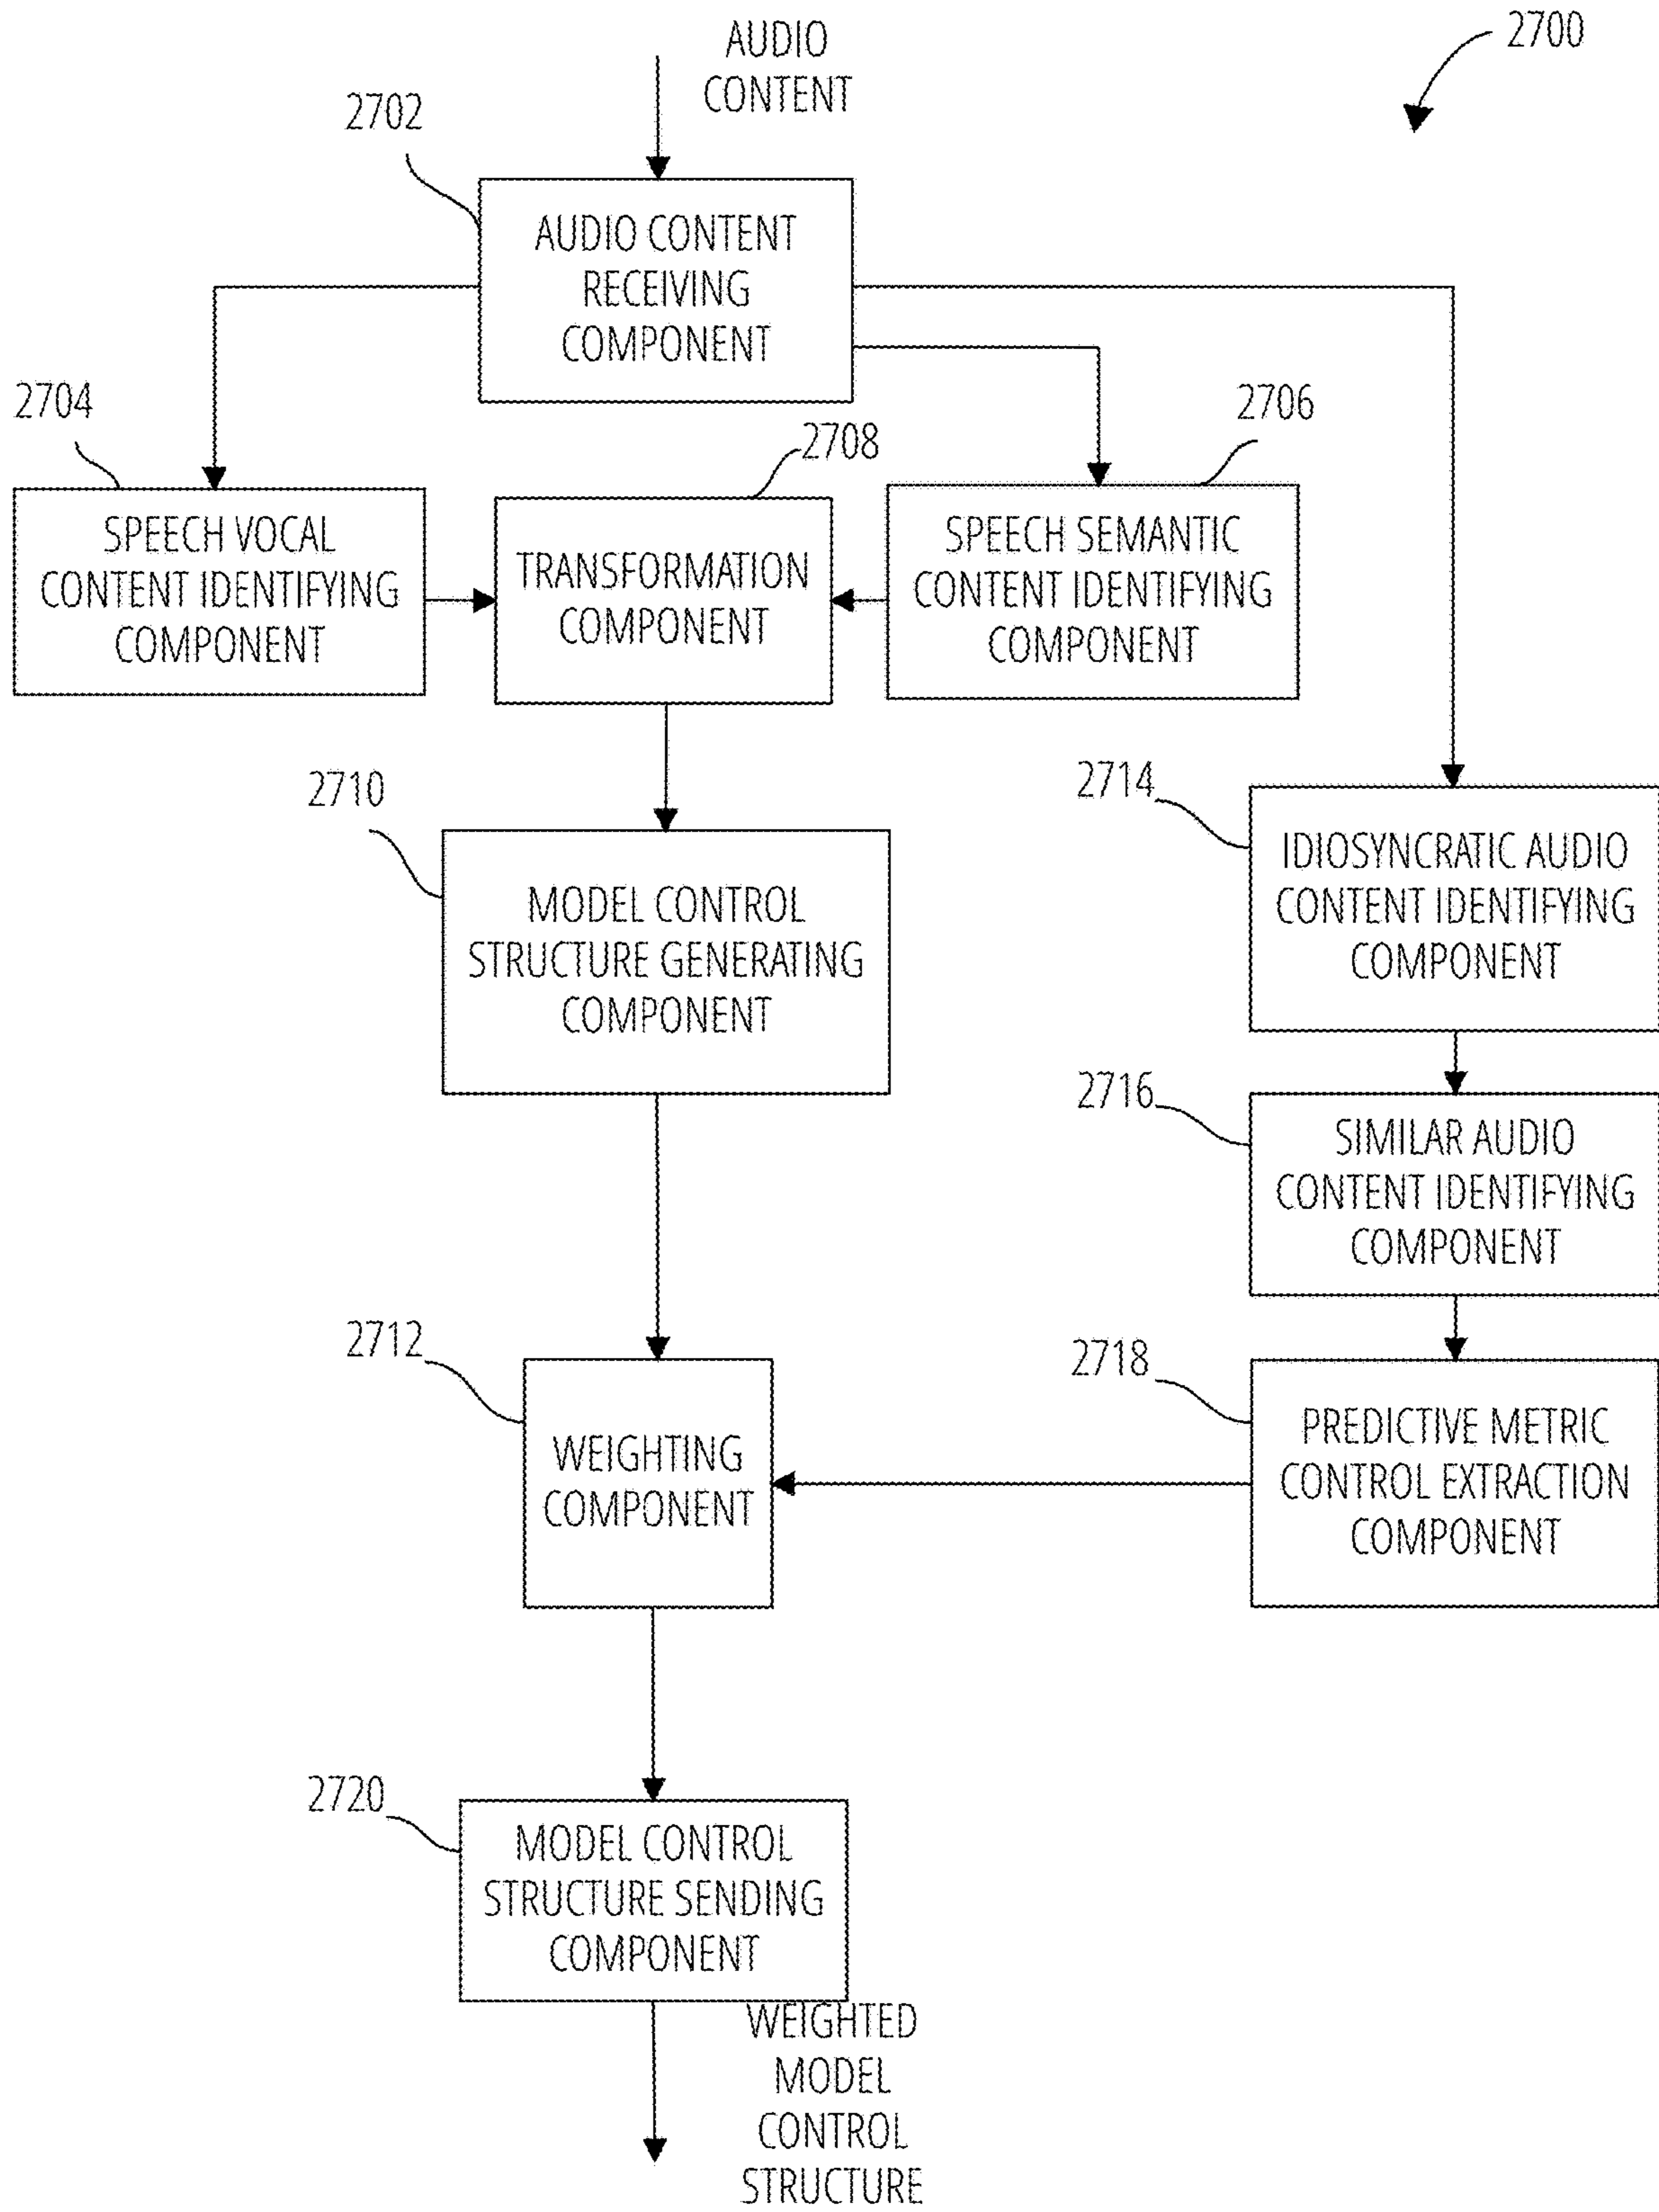 AUDIO
CONTENT
2700
2702
AUDIO CONTENT
RECEIVING
COMPONENT
2704
2706
2708
SPEECH VOCAL
CONTENT IDENTIFYING
COMPONENT
TRANSFORMATION
COMPONENT
SPEECH SEMANTIC
CONTENT IDENTIFYING
COMPONENT
2710
MODEL CONTROL
STRUCTURE GENERATING
COMPONENT
2714
IDIOSYNCRATIC AUDIO
CONTENT IDENTIFYING
COMPONENT
2716
SIMILAR AUDIO
CONTENT IDENTIFYING
COMPONENT
2712
WEIGHTING
COMPONENT
2718
PREDICTIVE METRIC
CONTROL EXTRACTION
COMPONENT
2720
MODEL CONTROL
STRUCTURE SENDING
COMPONENT
WEIGHTED
MODEL
CONTROL
STRUCTURE